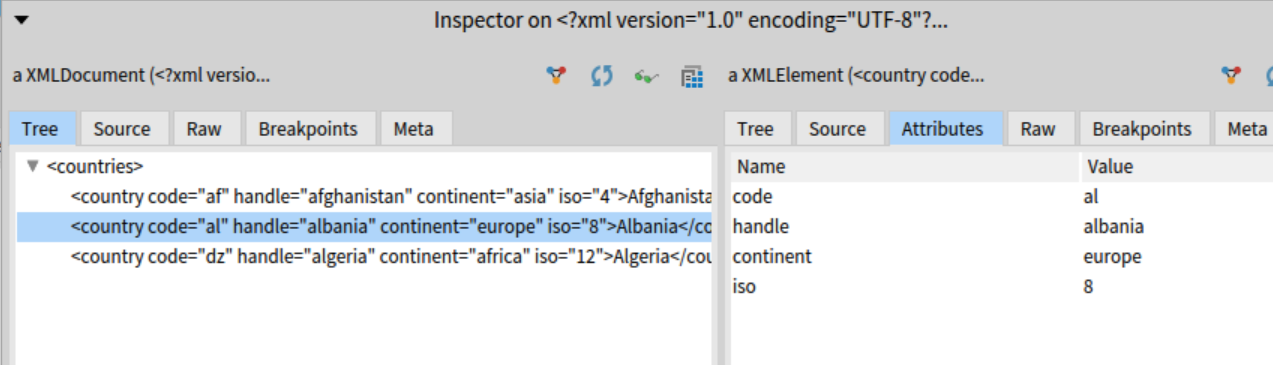 Inspector on <?xml version="1.0" encoding="UTF-8"?...
a XMLDocument (<?xml versio...
Tree Source Raw Breakpoints Meta
<countries>
<country code="af" handle="afghanistan" continent="asia" iso="4">Afghanista
<country code="al" handle="albania" continent="europe" iso="8">Albania</co
<country code="dz" handle="algeria" continent="africa" iso="12">Algeria</cou
a XMLElement (<country code...
Tree Source Attributes Raw Breakpoints Meta
Name Value
code al
handle albania
continent europe
iso 8